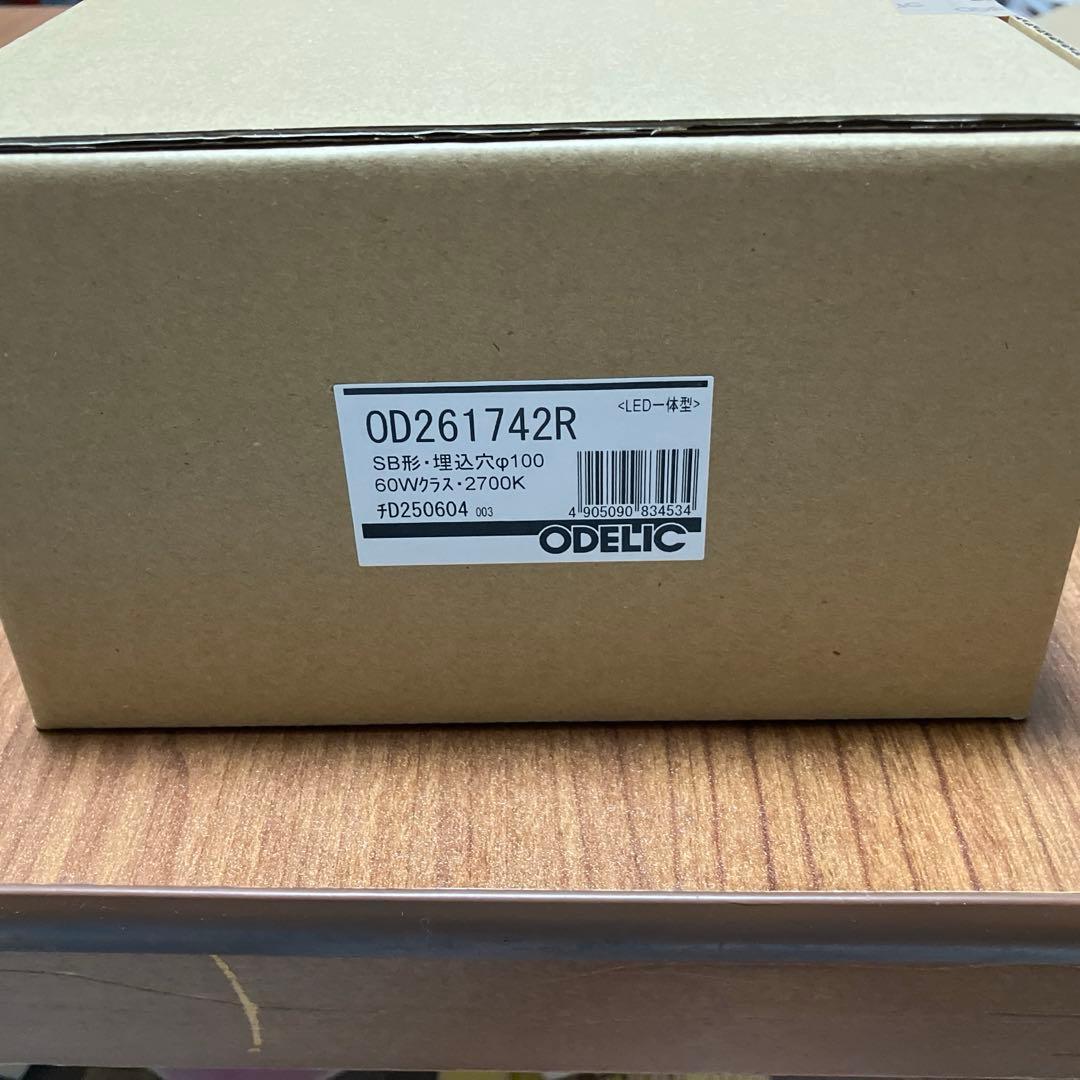 OD261742R
<LED一体型>
SB形・埋込穴φ100
60Wクラス・2700K
チD250604 003
4 905090 834534
ODELIC